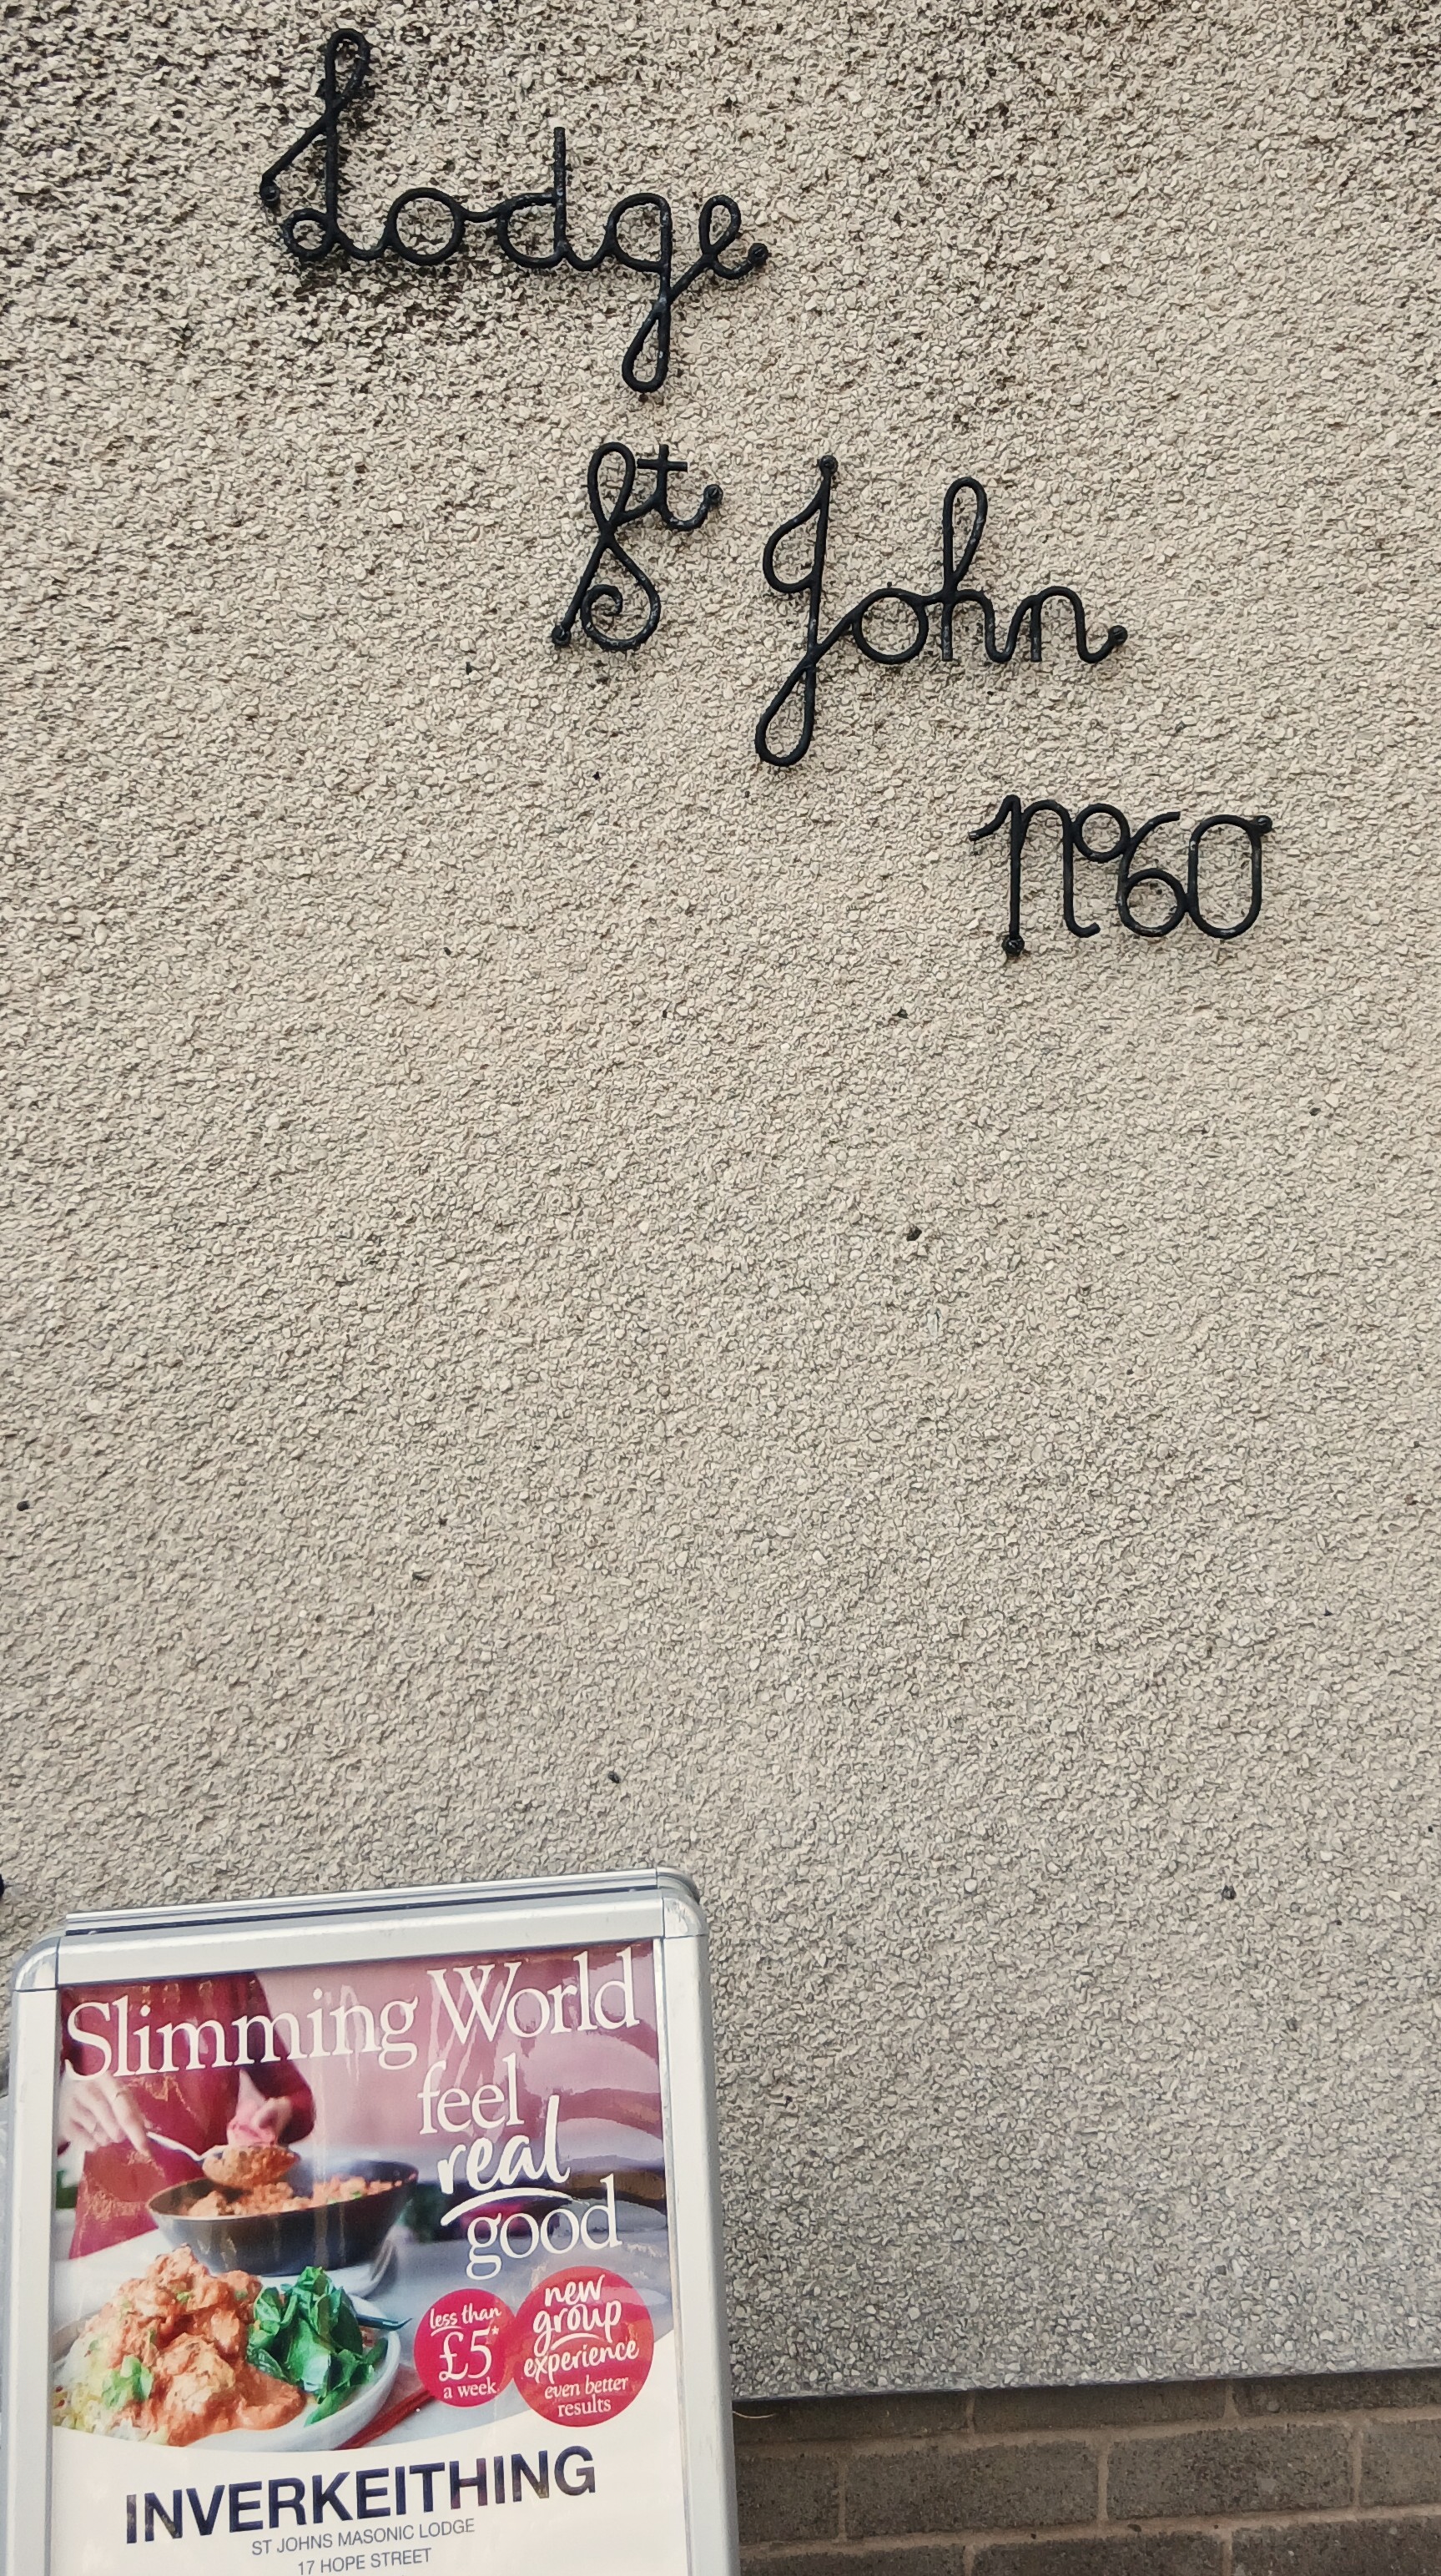 Lodge
St John
No60
Slimming World
feel
real
good
less than
£5*
a week
new
group
experience
even better
results
INVERKEITHING
ST JOHNS MASONIC LODGE
17 HOPE STREET